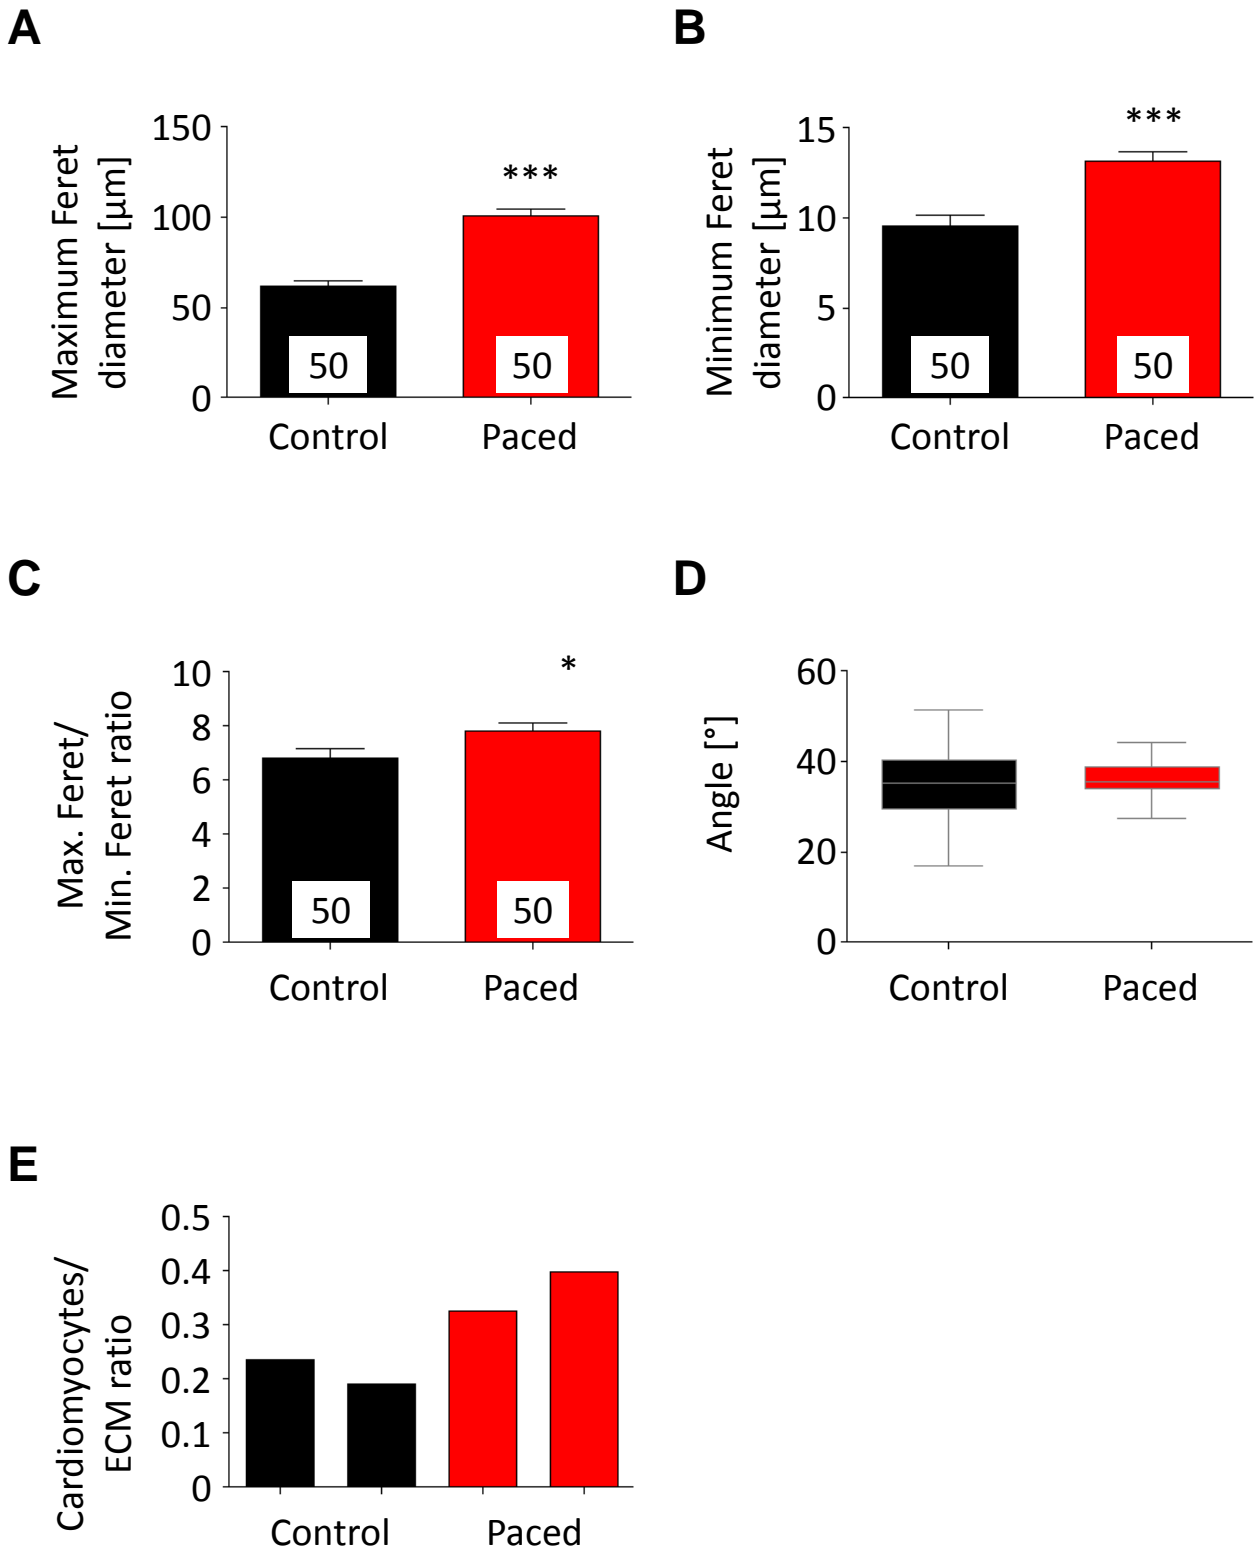 A
Maximum Feret
diameter [µm]
150
100
50
0
***
50
50
Control
Paced
B
Minimum Feret
diameter [µm]
15
10
5
0
***
50
50
Control
Paced
C
Max. Feret/
Min. Feret ratio
10
8
6
4
2
0
*
50
50
Control
Paced
D
Angle [°]
60
40
20
0
Control
Paced
E
Cardiomyocytes/
ECM ratio
0.5
0.4
0.3
0.2
0.1
0
Control
Paced